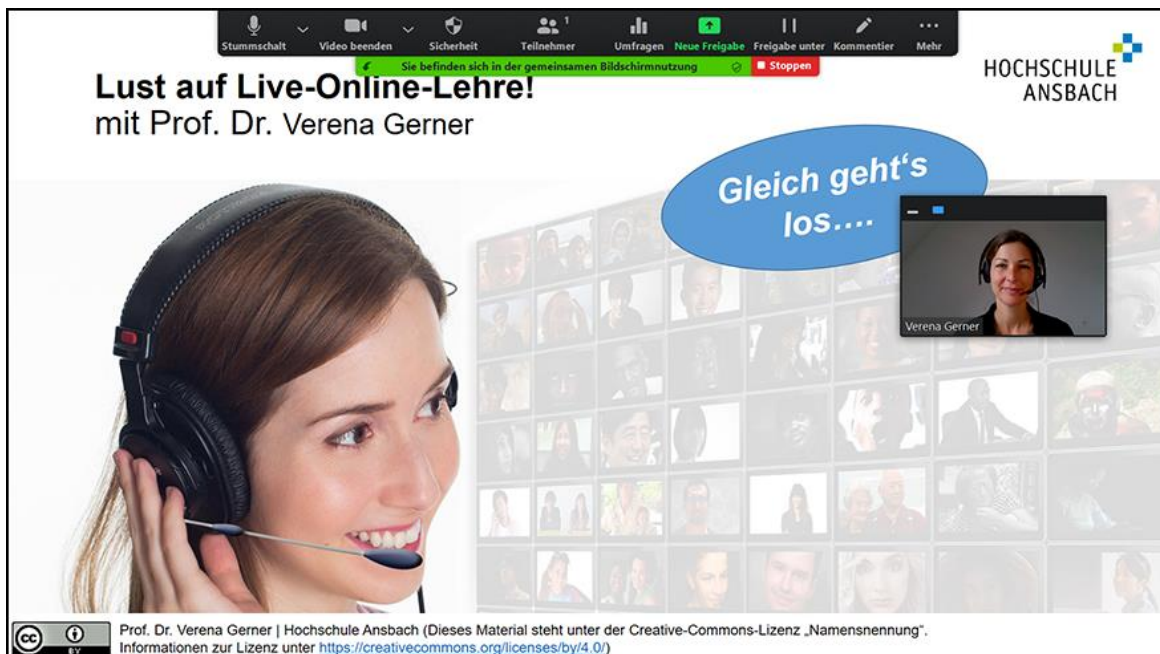 1
Stummschalt
Video beenden
Sicherheit
Teilnehmer
Umfragen
Neue Freigabe
Freigabe unter
Kommentier
Mehr
Sie befinden sich in der gemeinsamen Bildschirmnutzung
Stoppen
HOCHSCHULE
ANSBACH
Lust auf Live-Online-Lehre!
mit Prof. Dr. Verena Gerner
Gleich geht's
los....
Verena Gerner
cc
BY
Prof. Dr. Verena Gerner | Hochschule Ansbach (Dieses Material steht unter der Creative-Commons-Lizenz „Namensnennung“.
Informationen zur Lizenz unter https://creativecommons.org/licenses/by/4.0/)